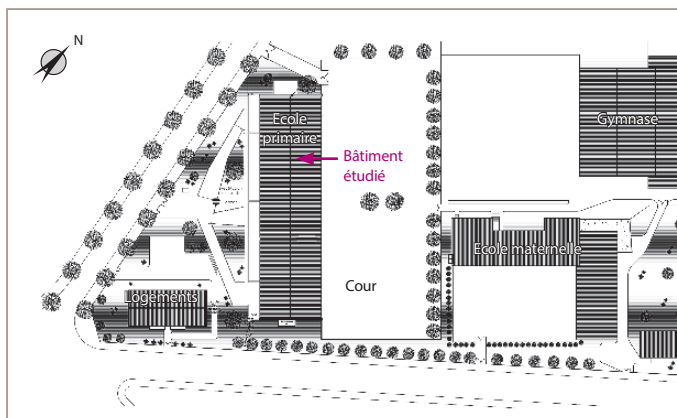 N
Ecole
primaire
Gymnase
Bâtiment
étudié
Ecole maternelle
Cour
Logements